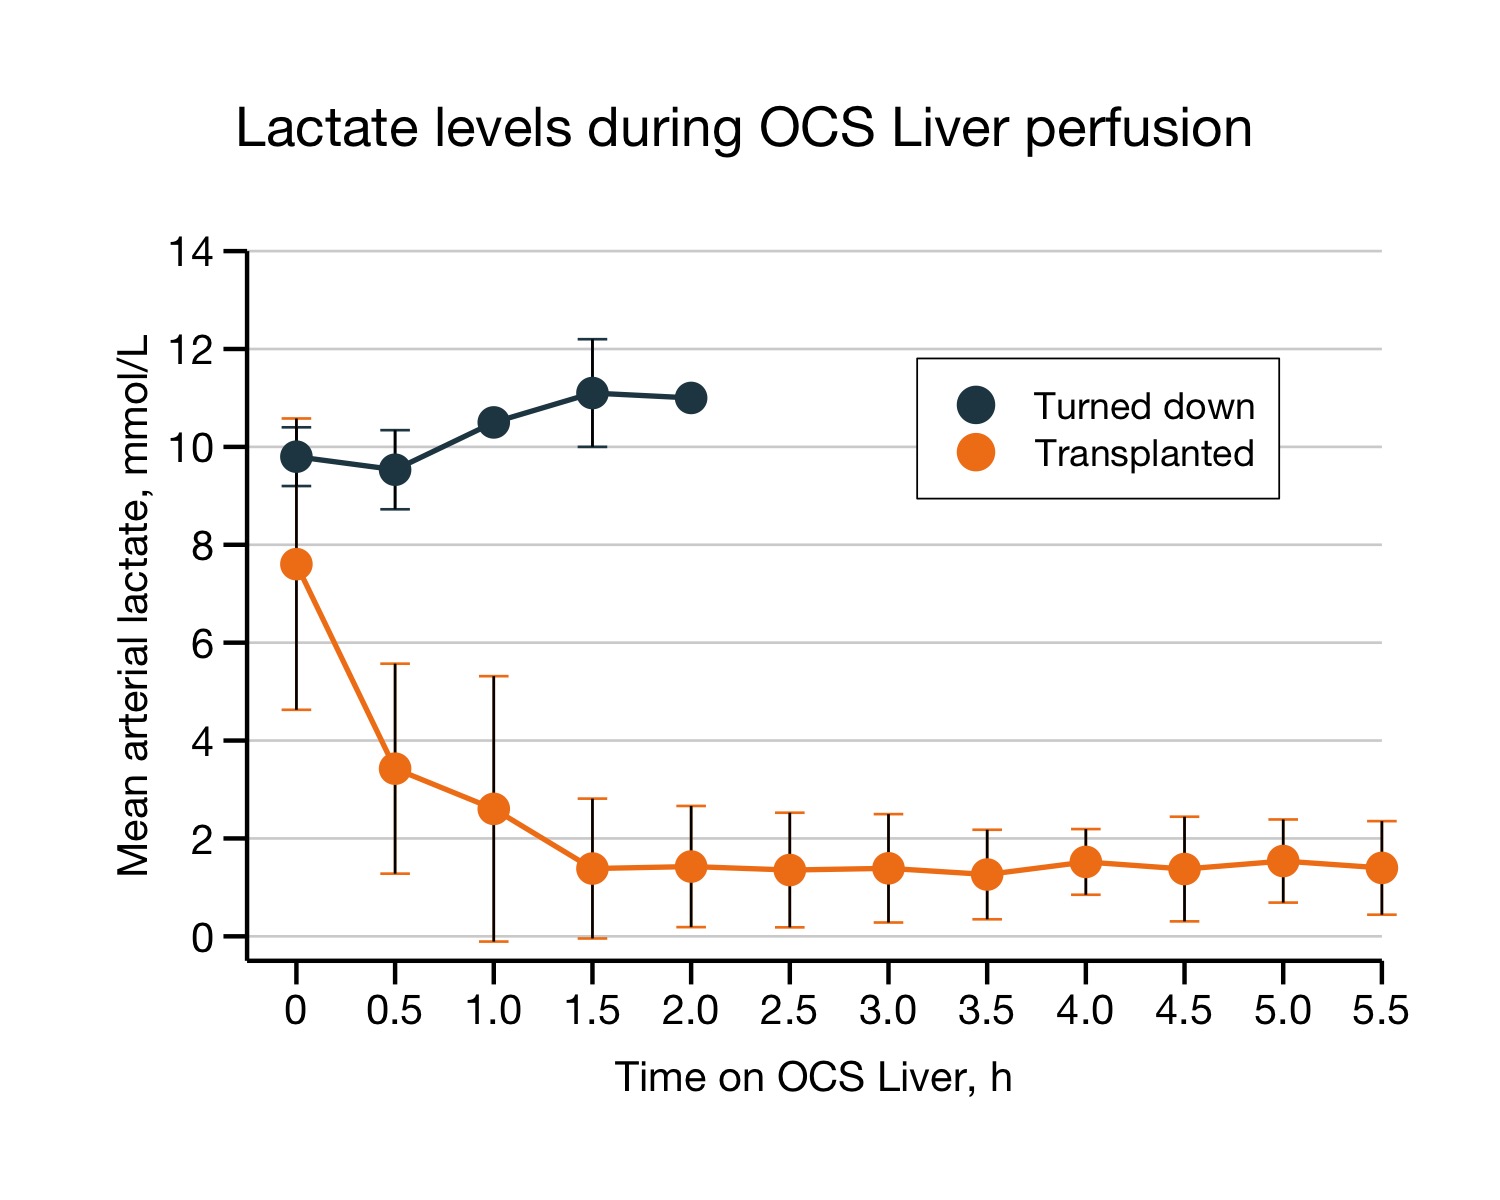 Lactate levels during OCS Liver perfusion
Mean arterial lactate, mmol/L
14
12
10
8
6
4
2
0
Turned down
Transplanted
0 0.5 1.0 1.5 2.0 2.5 3.0 3.5 4.0 4.5 5.0 5.5
Time on OCS Liver, h